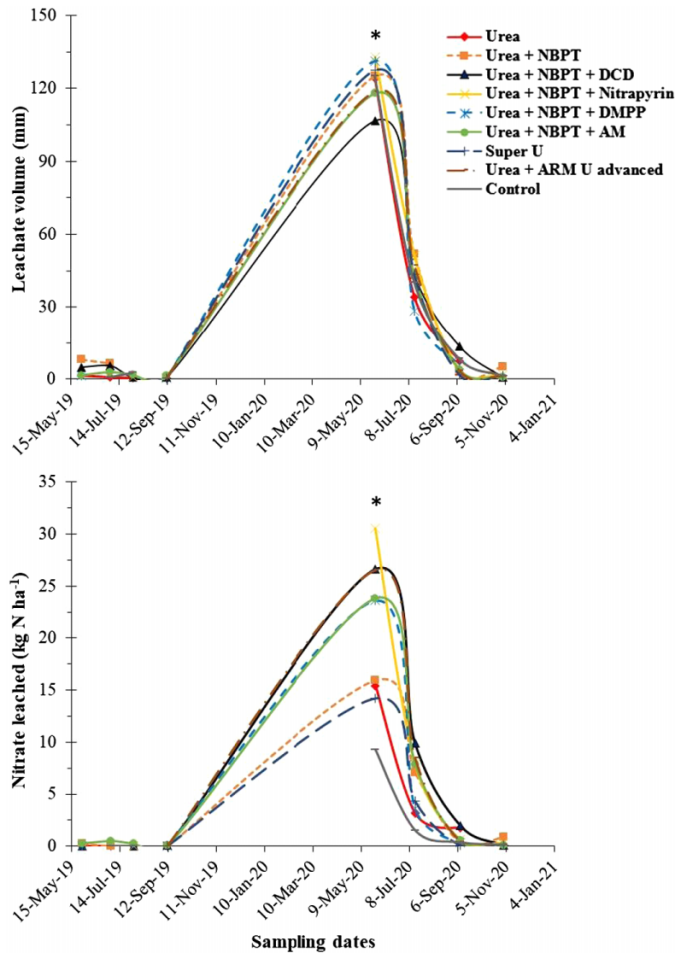 *
Urea
Urea + NBPT
Urea + NBPT + DCD
Urea + NBPT + Nitrapyrin
Urea + NBPT + DMPP
Urea + NBPT + AM
Super U
Urea + ARM U advanced
Control
Leachate volume (mm)
150
120
90
60
30
0
15-May-19
14-Jul-19
12-Sep-19
11-Nov-19
10-Jan-20
10-Mar-20
9-May-20
8-Jul-20
6-Sep-20
5-Nov-20
4-Jan-21
*
Nitrate leached (kg N ha⁻¹)
35
30
25
20
15
10
5
0
15-May-19
14-Jul-19
12-Sep-19
11-Nov-19
10-Jan-20
10-Mar-20
9-May-20
8-Jul-20
6-Sep-20
5-Nov-20
4-Jan-21
Sampling dates